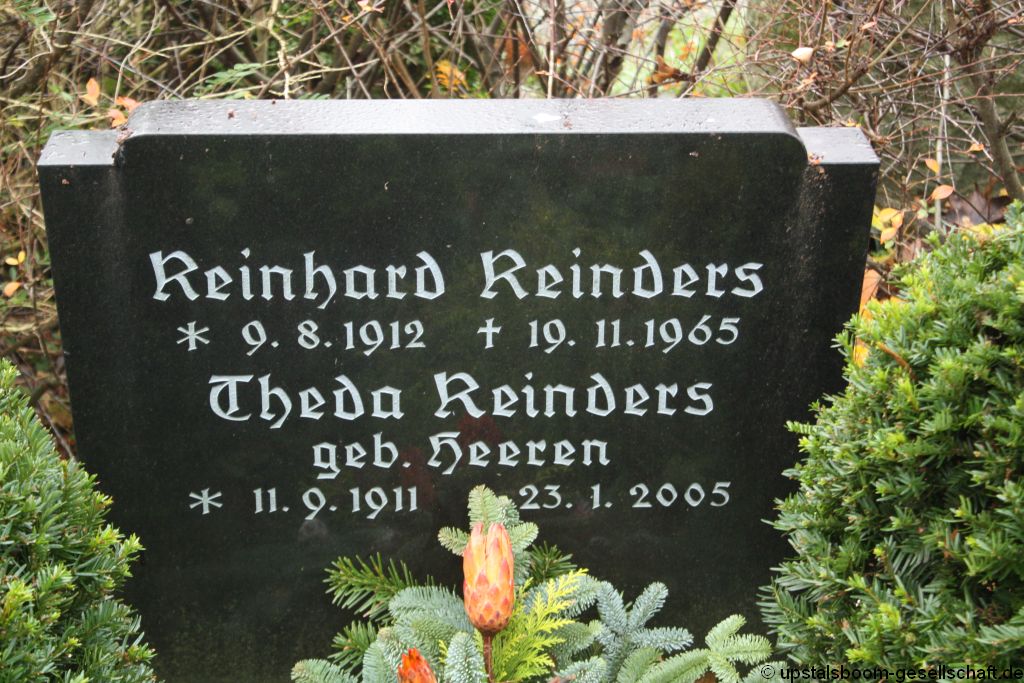 Reinhard Reinders
* 9. 8. 1912 † 19. 11. 1965
Theda Reinders
geb. Heeren
* 11. 9. 1911 23. 1. 2005
© upstalsboom-gesellschaft.de